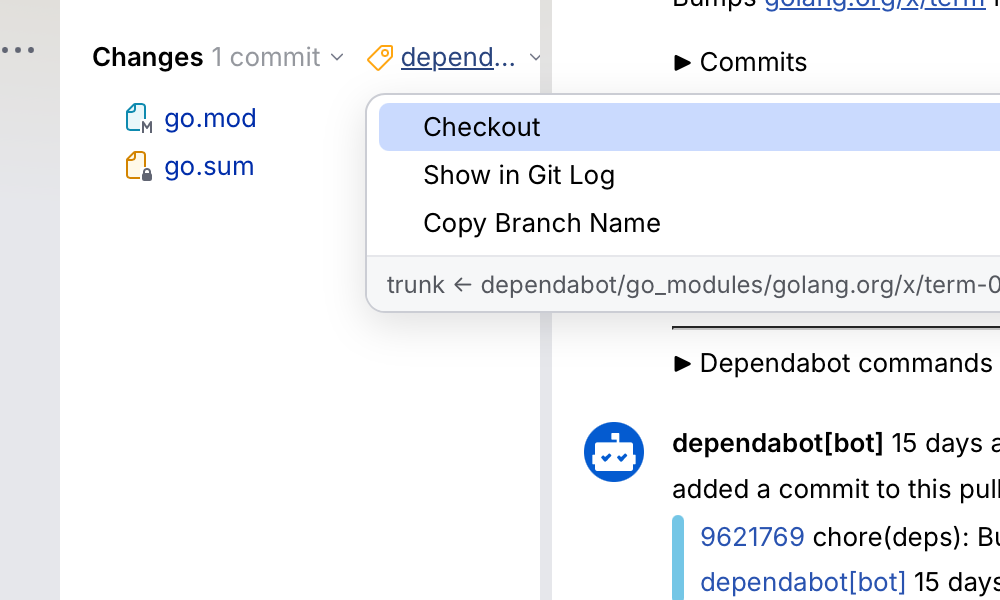 Bumps golang.org/x/term
Changes 1 commit depend...
▶ Commits
go.mod
go.sum
Checkout
Show in Git Log
Copy Branch Name
trunk ← dependabot/go_modules/golang.org/x/term-0
▶ Dependabot commands
dependabot[bot] 15 days a
added a commit to this pull
9621769 chore(deps): Bu
dependabot[bot] 15 days